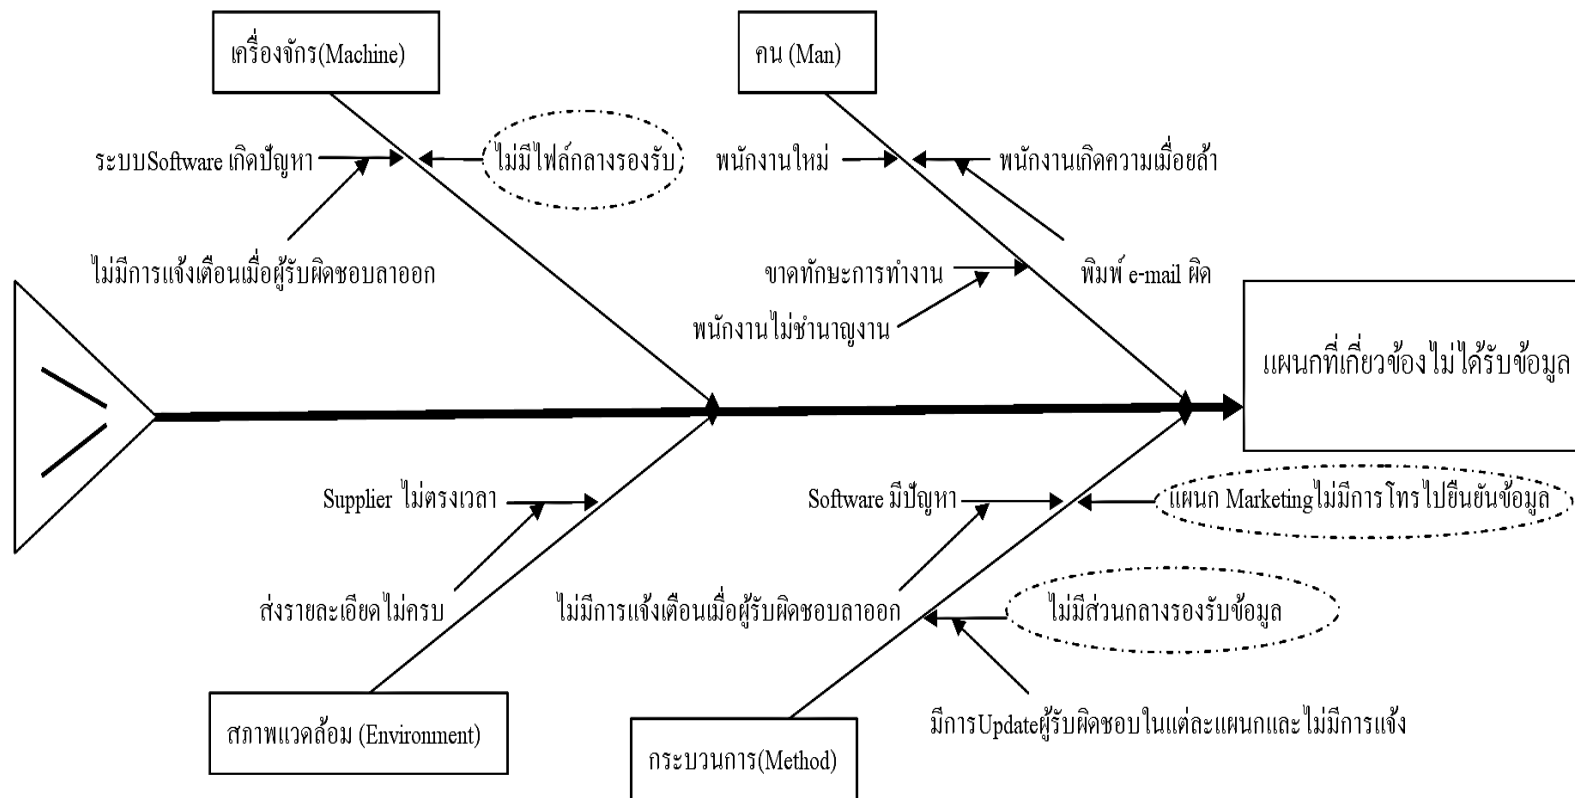 เครื่องจักร(Machine)
คน (Man)
ระบบSoftware เกิดปัญหา
ไม่มีไฟล์กลางรองรับ
พนักงานใหม่
พนักงานเกิดความเมื่อยล้า
ไม่มีการแจ้งเตือนเมื่อผู้รับผิดชอบลาออก
ขาดทักษะการทำงาน
พิมพ์ e-mail ผิด
พนักงานไม่ชำนาญงาน
แผนกที่เกี่ยวข้องไม่ได้รับข้อมูล
Supplier ไม่ตรงเวลา
Software มีปัญหา
แผนก Marketingไม่มีการโทรไปยืนยันข้อมูล
ส่งรายละเอียดไม่ครบ
ไม่มีการแจ้งเตือนเมื่อผู้รับผิดชอบลาออก
ไม่มีส่วนกลางรองรับข้อมูล
มีการUpdateผู้รับผิดชอบในแต่ละแผนกและไม่มีการแจ้ง
สภาพแวดล้อม (Environment)
กระบวนการ(Method)